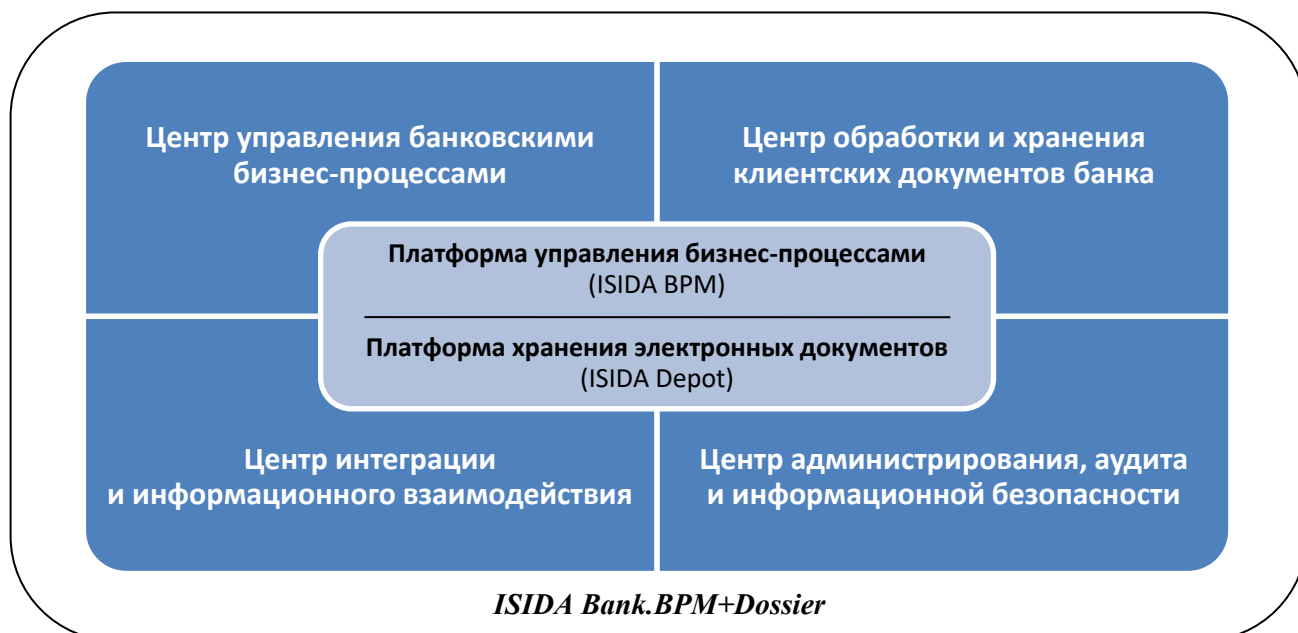 Центр управления банковскими
бизнес-процессами
Центр обработки и хранения
клиентских документов банка
Платформа управления бизнес-процессами
(ISIDA BPM)
Платформа хранения электронных документов
(ISIDA Depot)
Центр интеграции
и информационного взаимодействия
Центр администрирования, аудита
и информационной безопасности
ISIDA Bank.BPM+Dossier